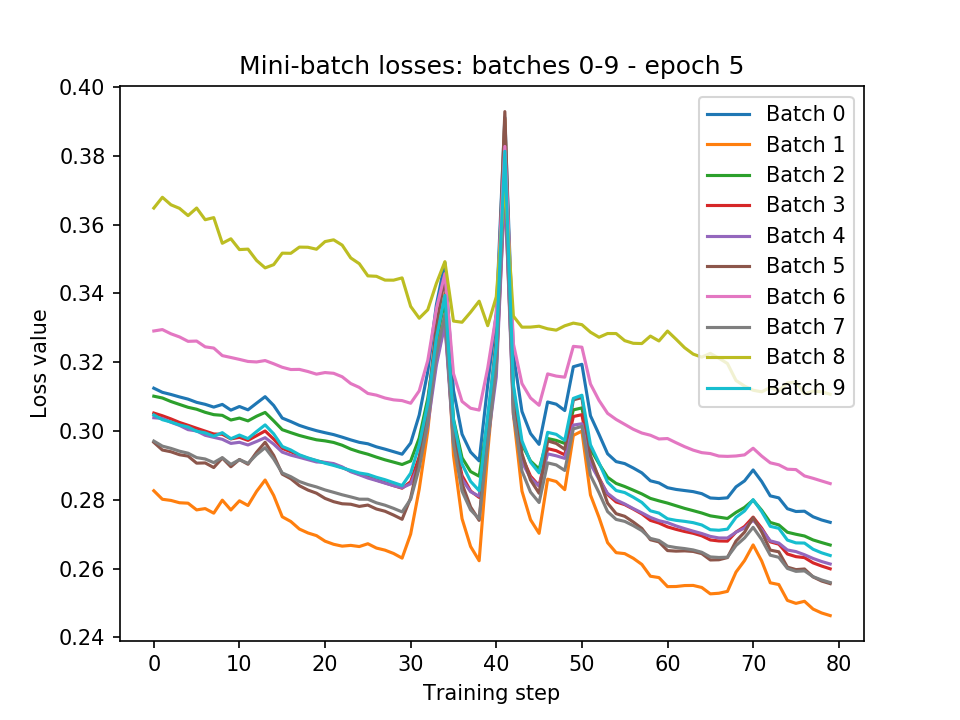 Mini-batch losses: batches 0-9 - epoch 5
0.40
0.38
0.36
0.34
0.32
0.30
0.28
0.26
0.24
Loss value
Batch 0
Batch 1
Batch 2
Batch 3
Batch 4
Batch 5
Batch 6
Batch 7
Batch 8
Batch 9
0 10 20 30 40 50 60 70 80
Training step